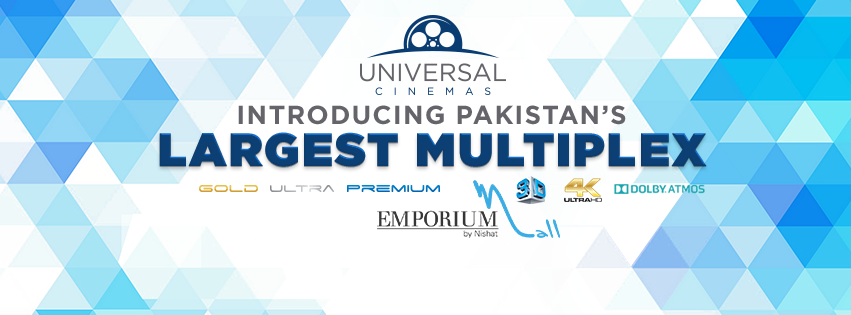 UNIVERSAL
CINEMAS
INTRODUCING PAKISTAN'S
LARGEST MULTIPLEX
GOLD ULTRA PREMIUM 3D 4K ULTRA HD DOLBY ATMOS
EMPORIUM Mall
by Nishat